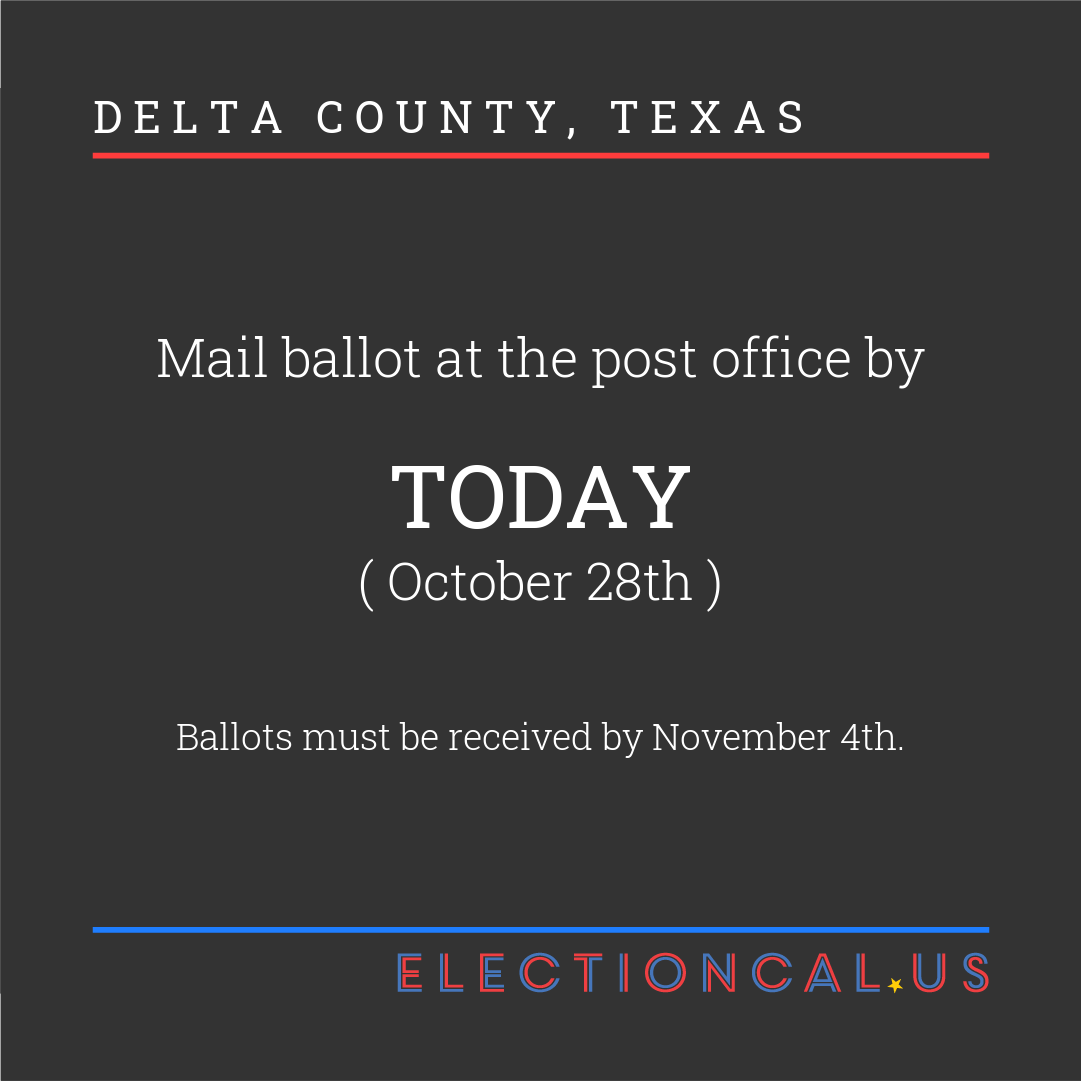 DELTA COUNTY, TEXAS
Mail ballot at the post office by
TODAY
( October 28th )
Ballots must be received by November 4th.
ELECTIONCAL.US